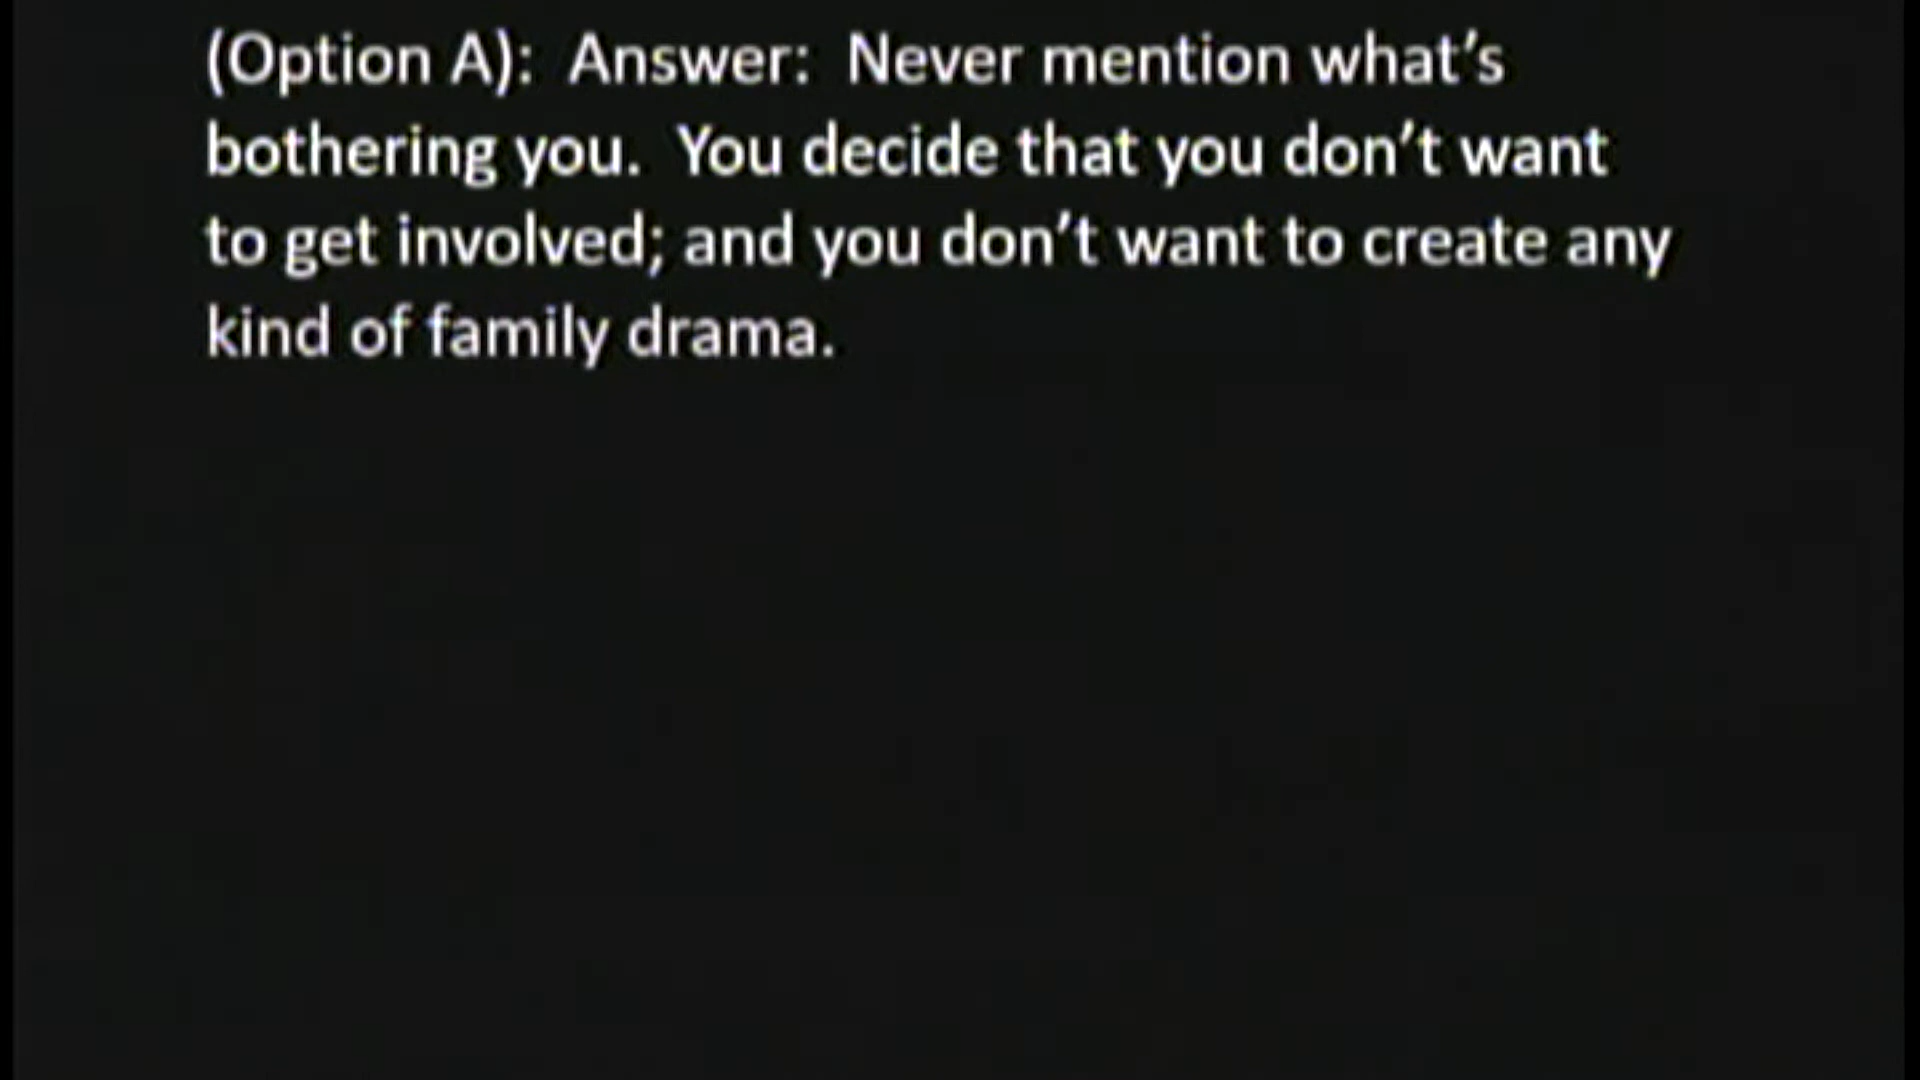 (Option A):  Answer:  Never mention what’s
bothering you.  You decide that you don’t want
to get involved; and you don’t want to create any
kind of family drama.